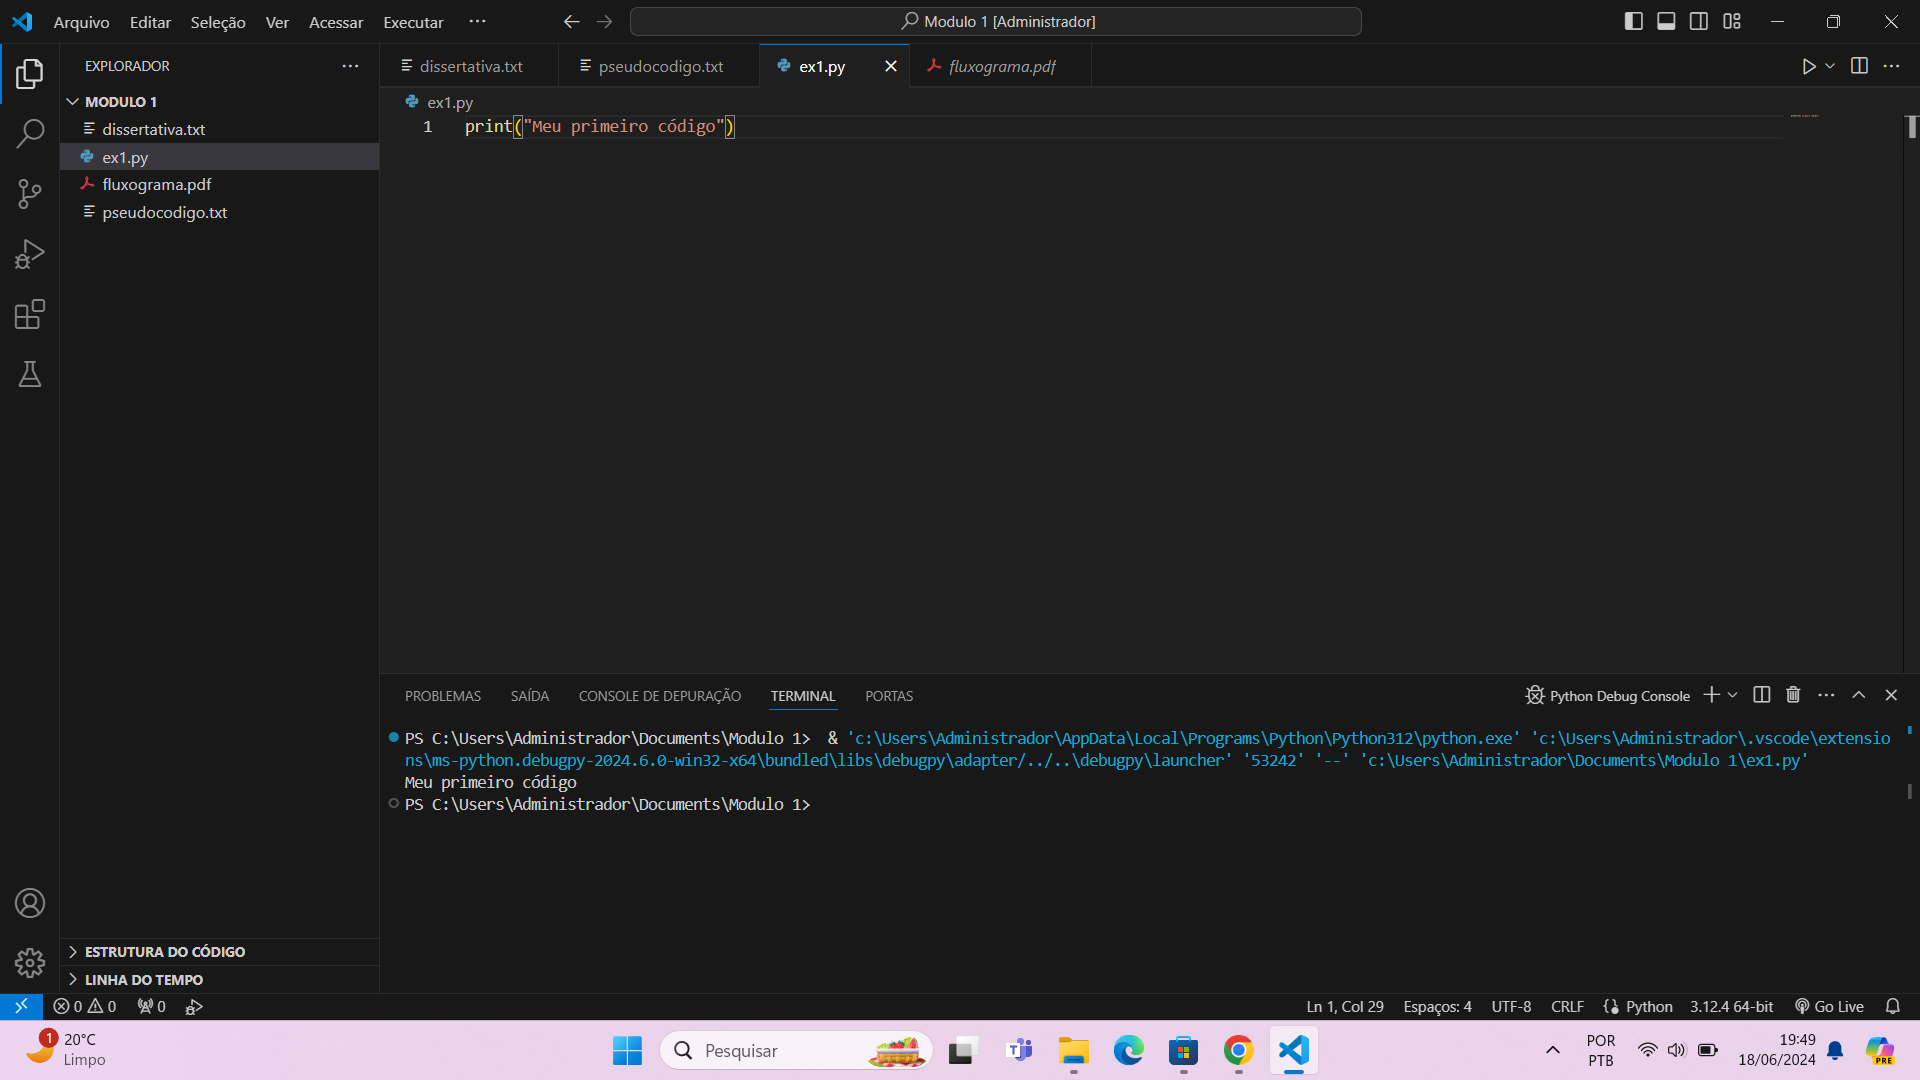 Arquivo Editar Seleção Ver Acessar Executar ··· Modulo 1 [Administrador]
EXPLORADOR
MODULO 1
dissertativa.txt
ex1.py
fluxograma.pdf
pseudocodigo.txt
ESTRUTURA DO CÓDIGO
LINHA DO TEMPO
dissertativa.txt pseudocodigo.txt ex1.py fluxograma.pdf
ex1.py
1 print("Meu primeiro código")
PROBLEMAS SAÍDA CONSOLE DE DEPURAÇÃO TERMINAL PORTAS Python Debug Console
PS C:\Users\Administrador\Documents\Modulo 1>  & 'c:\Users\Administrador\AppData\Local\Programs\Python\Python312\python.exe' 'c:\Users\Administrador\.vscode\extensio
ns\ms-python.debugpy-2024.6.0-win32-x64\bundled\libs\debugpy\adapter/../..\debugpy\launcher' '53242' '--' 'c:\Users\Administrador\Documents\Modulo 1\ex1.py'
Meu primeiro código
PS C:\Users\Administrador\Documents\Modulo 1>
0 0 0 Ln 1, Col 29 Espaços: 4 UTF-8 CRLF Python 3.12.4 64-bit Go Live
1 20°C
Limpo
Pesquisar
POR
PTB
19:49
18/06/2024
PRE